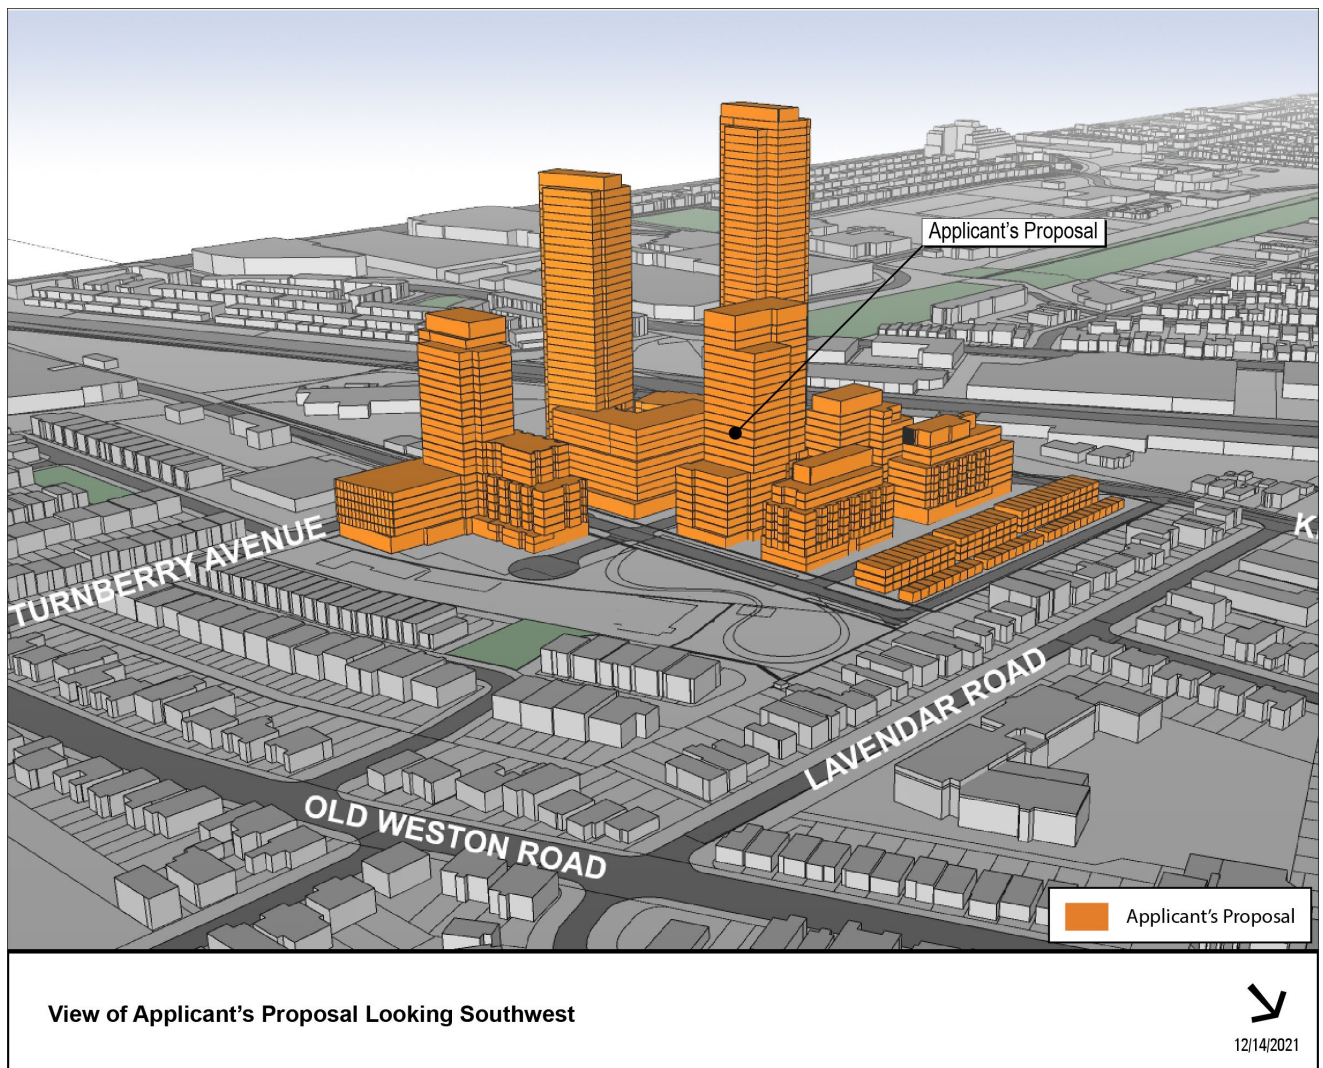 Applicant's Proposal
TURNBERRY AVENUE
K
LAVENDAR ROAD
OLD WESTON ROAD
Applicant's Proposal
View of Applicant's Proposal Looking Southwest
12/14/2021